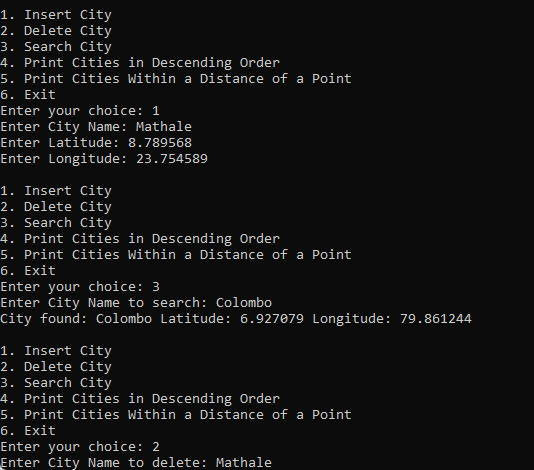 1. Insert City
2. Delete City
3. Search City
4. Print Cities in Descending Order
5. Print Cities Within a Distance of a Point
6. Exit
Enter your choice: 1
Enter City Name: Mathale
Enter Latitude: 8.789568
Enter Longitude: 23.754589
1. Insert City
2. Delete City
3. Search City
4. Print Cities in Descending Order
5. Print Cities Within a Distance of a Point
6. Exit
Enter your choice: 3
Enter City Name to search: Colombo
City found: Colombo Latitude: 6.927079 Longitude: 79.861244
1. Insert City
2. Delete City
3. Search City
4. Print Cities in Descending Order
5. Print Cities Within a Distance of a Point
6. Exit
Enter your choice: 2
Enter City Name to delete: Mathale